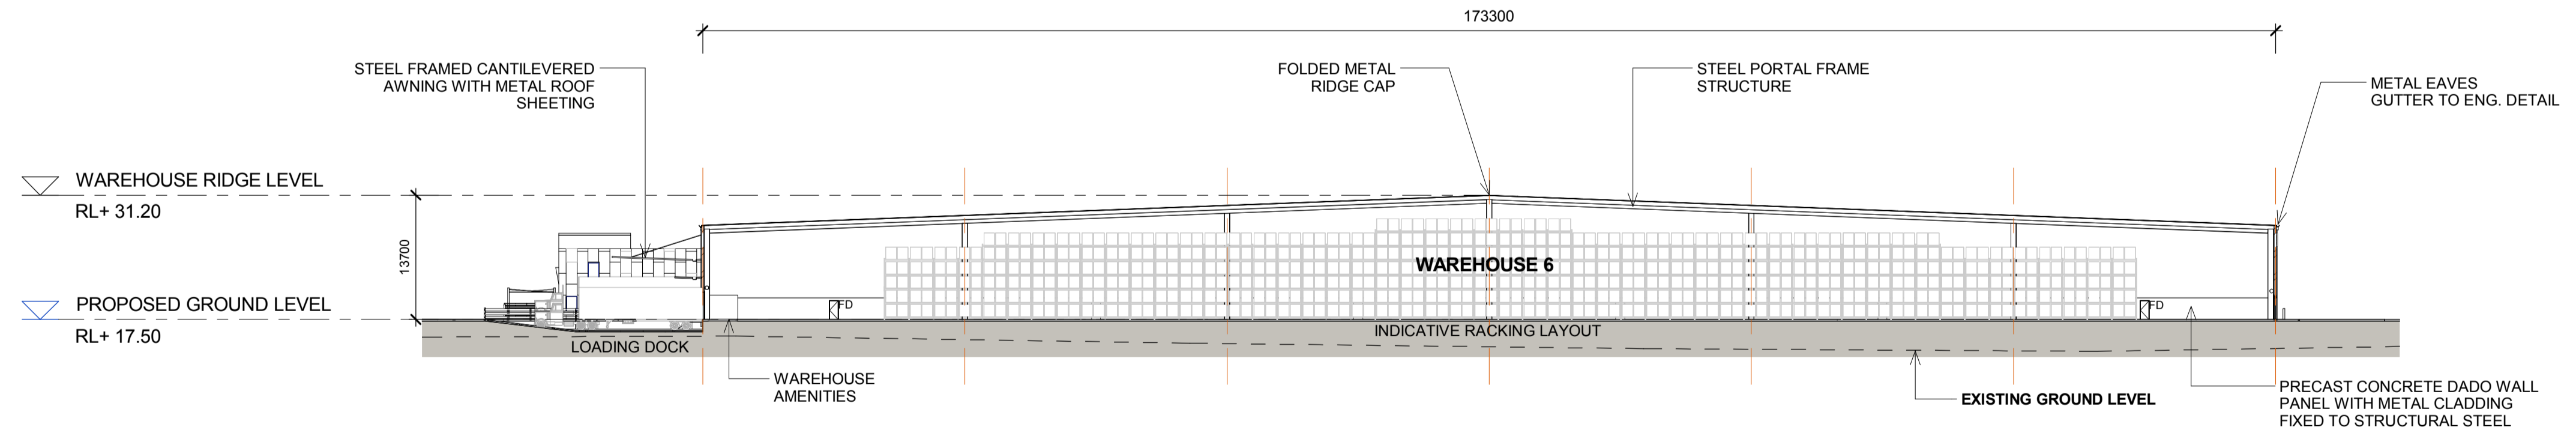 173300
STEEL FRAMED CANTILEVERED
AWNING WITH METAL ROOF
SHEETING
FOLDED METAL
RIDGE CAP
STEEL PORTAL FRAME
STRUCTURE
METAL EAVES
GUTTER TO ENG. DETAIL
WAREHOUSE RIDGE LEVEL
RL+ 31.20
13700
WAREHOUSE 6
PROPOSED GROUND LEVEL
RL+ 17.50
FD
FD
INDICATIVE RACKING LAYOUT
LOADING DOCK
WAREHOUSE
AMENITIES
EXISTING GROUND LEVEL
PRECAST CONCRETE DADO WALL
PANEL WITH METAL CLADDING
FIXED TO STRUCTURAL STEEL